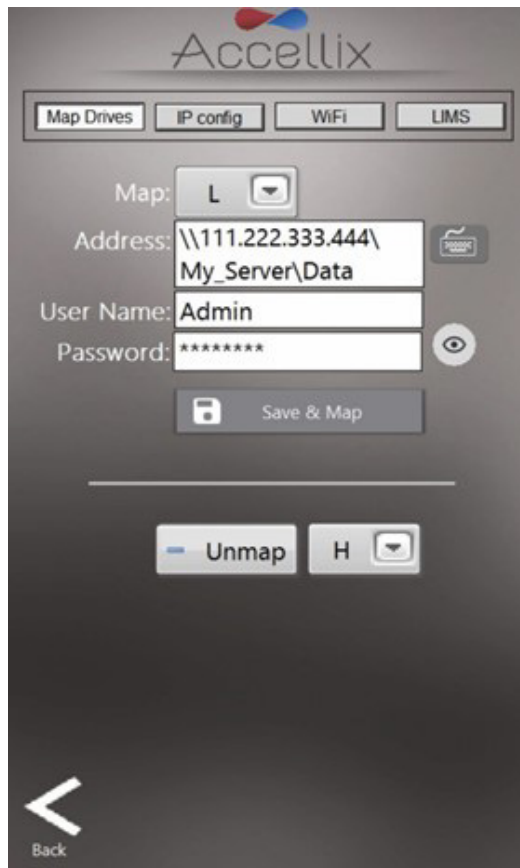 Accellix
Map Drives IP config WiFi LIMS
Map: L
Address: \\111.222.333.444\
My_Server\Data
User Name: Admin
Password: ********
Save & Map
Unmap H
Back